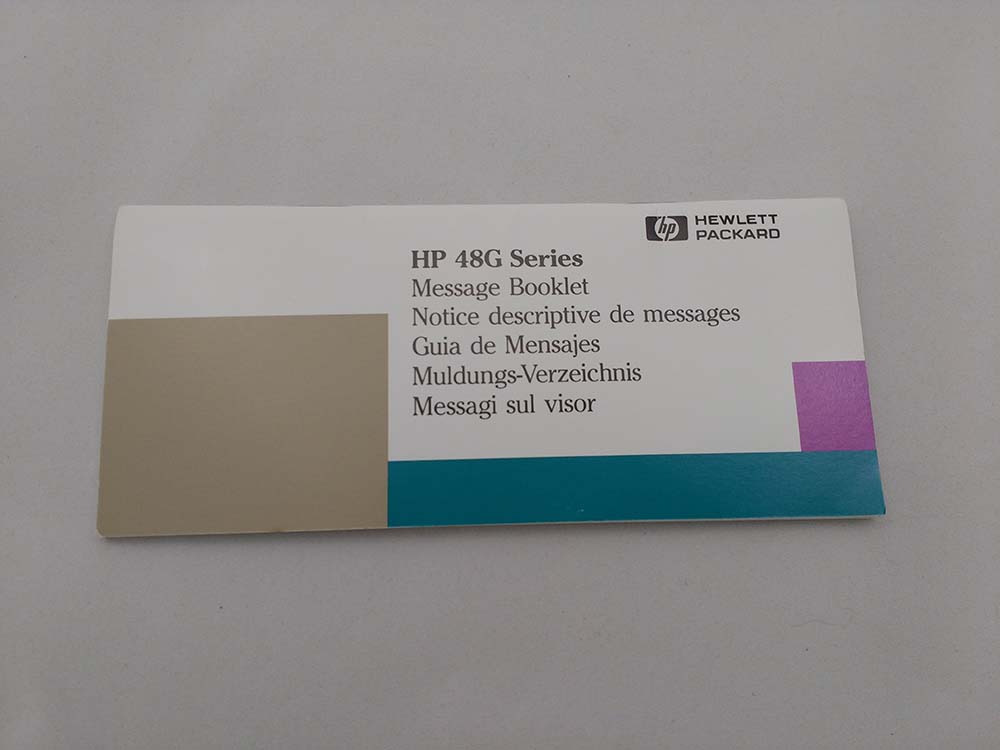 hp HEWLETT
PACKARD
HP 48G Series
Message Booklet
Notice descriptive de messages
Guia de Mensajes
Muldungs-Verzeichnis
Messagi sul visor